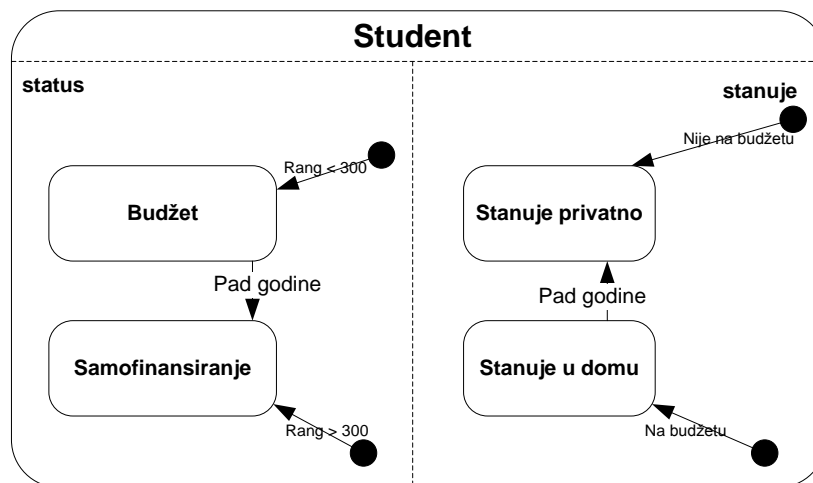 Student
status
stanuje
Nije na budžetu
Rang < 300
Budžet
Stanuje privatno
Pad godine
Pad godine
Samofinansiranje
Stanuje u domu
Rang > 300
Na budžetu